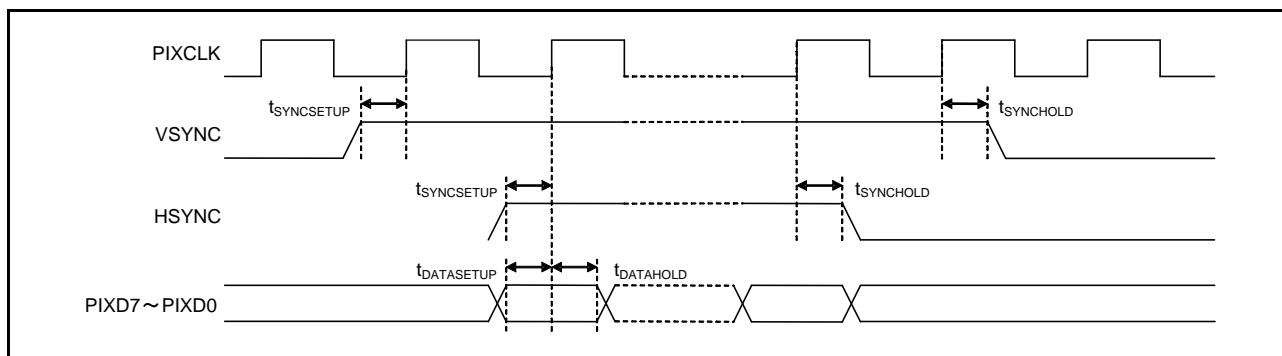 PIXCLK
tSYNCSETUP
tSYNCHOLD
VSYNC
tSYNCSETUP
tSYNCHOLD
HSYNC
tDATASETUP
tDATAHOLD
PIXD7～PIXD0